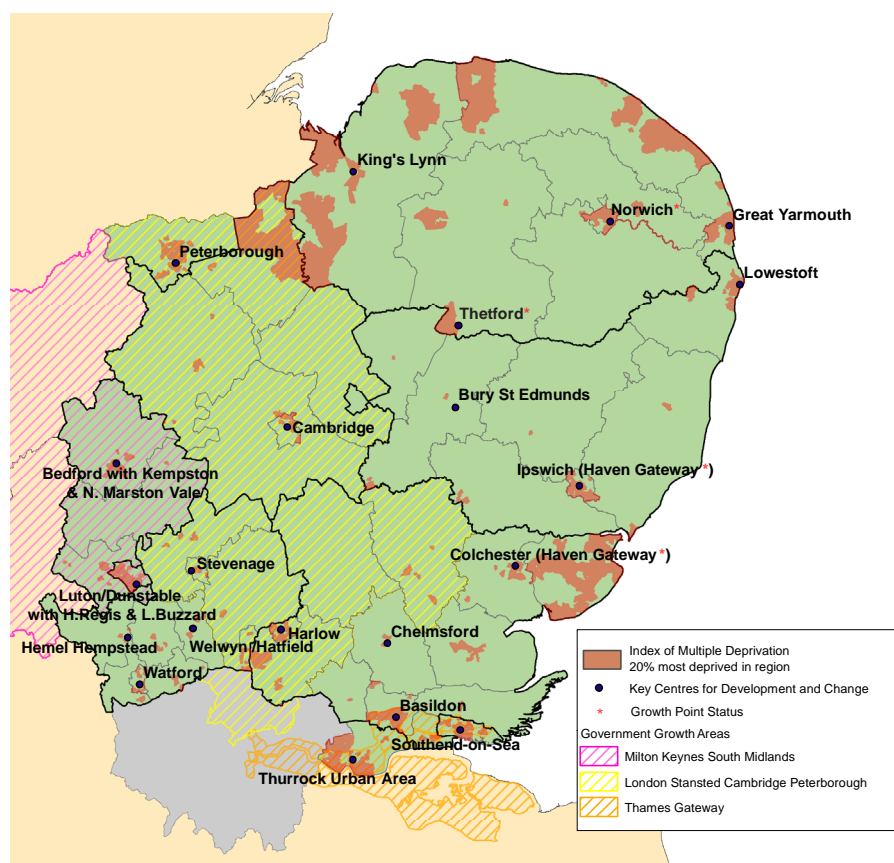 King's Lynn
Norwich*
Great Yarmouth
Peterborough
Lowestoft
Thetford*
Bury St Edmunds
Cambridge
Bedford with Kempston
& N. Marston Vale
Ipswich (Haven Gateway *)
Stevenage
Colchester (Haven Gateway *)
Luton/Dunstable
with H.Regis & L.Buzzard
Hemel Hempstead
Welwyn/Hatfield
Harlow
Chelmsford
Watford
Basildon
Southend-on-Sea
Thurrock Urban Area
Index of Multiple Deprivation
20% most deprived in region
Key Centres for Development and Change
* Growth Point Status
Government Growth Areas
Milton Keynes South Midlands
London Stansted Cambridge Peterborough
Thames Gateway